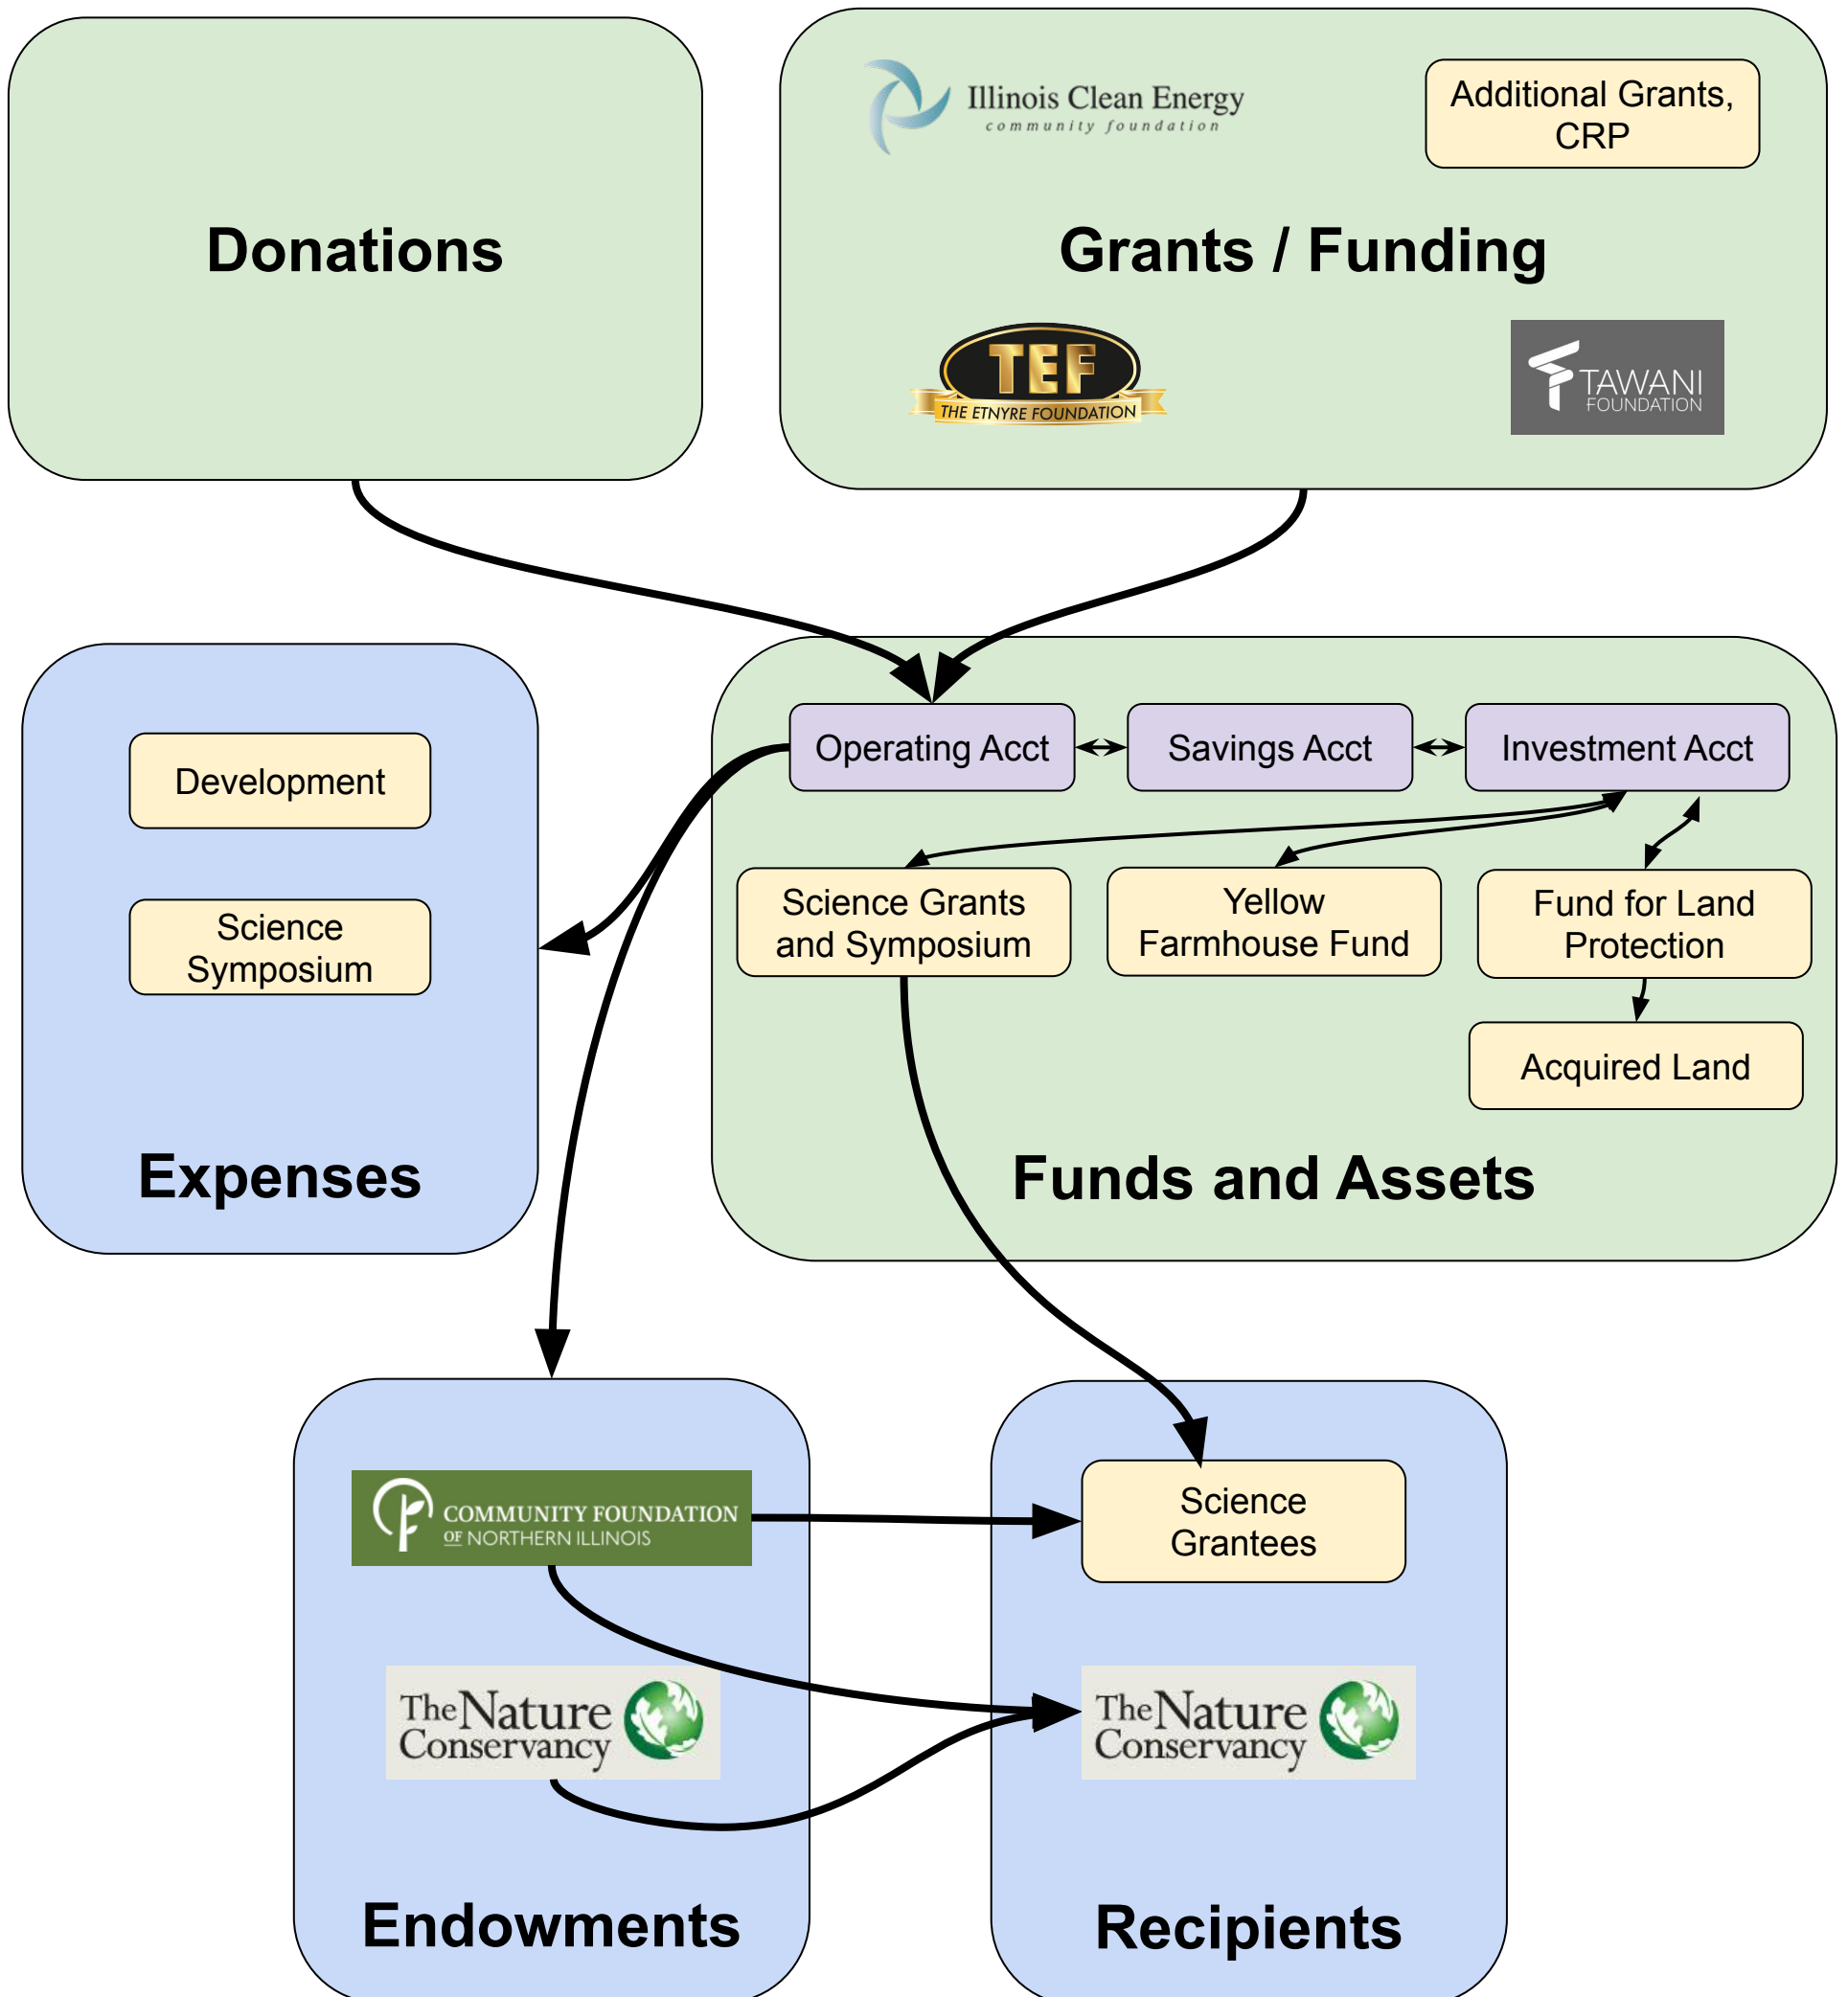 Donations
Illinois Clean Energy
community foundation
Additional Grants,
CRP
Grants / Funding
TEF
THE ETNYRE FOUNDATION
TAWANI
FOUNDATION
Development
Science
Symposium
Expenses
Operating Acct
Savings Acct
Investment Acct
Science Grants
and Symposium
Yellow
Farmhouse Fund
Fund for Land
Protection
Acquired Land
Funds and Assets
COMMUNITY FOUNDATION
OF NORTHERN ILLINOIS
The Nature
Conservancy
Endowments
Science
Grantees
The Nature
Conservancy
Recipients